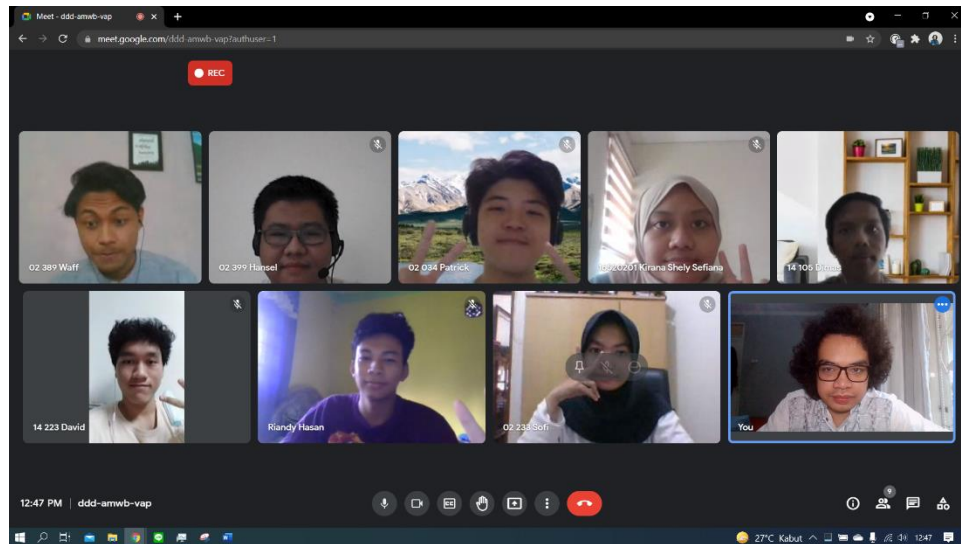 Meet - ddd-amwb-vap
meet.google.com/ddd-amwb-vap?authuser=1
REC
02 389 Waff
02 399 Hansel
02 034 Patrick
Kirana Shely Sefiana
14 105 Dimas
14 223 David
Riandy Hasan
02 233 Sofi
You
12:47 PM | ddd-amwb-vap
9
27°C Kabut
12:47